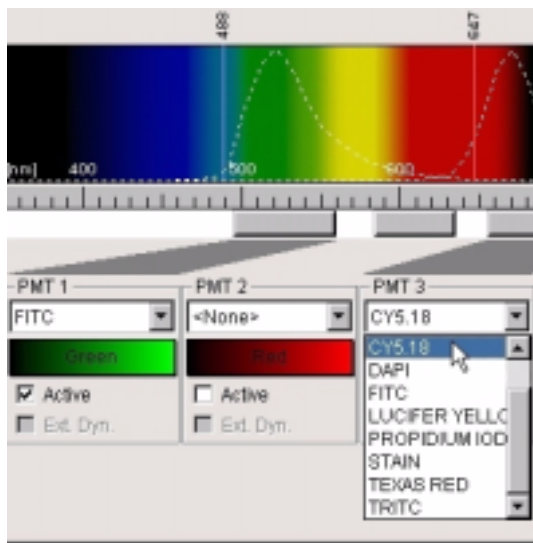 488 647
[nm] 400 500 600
PMT 1 PMT 2 PMT 3
FITC <None> CY5.18
Green Red CY5.18
DAPI
Active Active FITC
Ext. Dyn. Ext. Dyn. LUCIFER YELLO
PROPIDIUM IOD
STAIN
TEXAS RED
TRITC